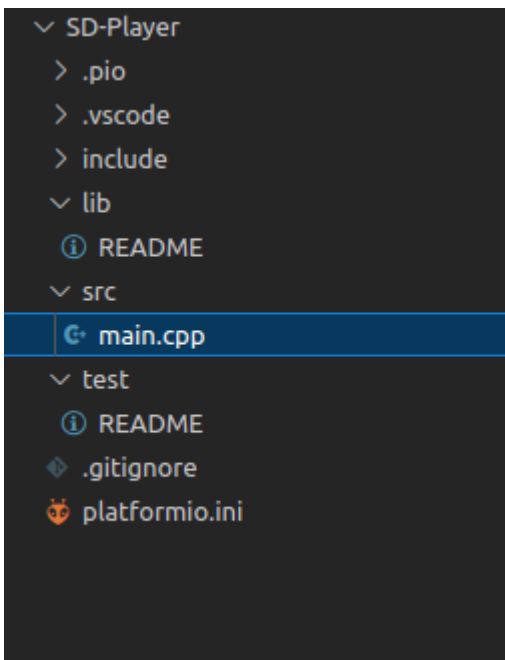 SD-Player
.pio
.vscode
include
lib
README
src
main.cpp
test
README
.gitignore
platformio.ini